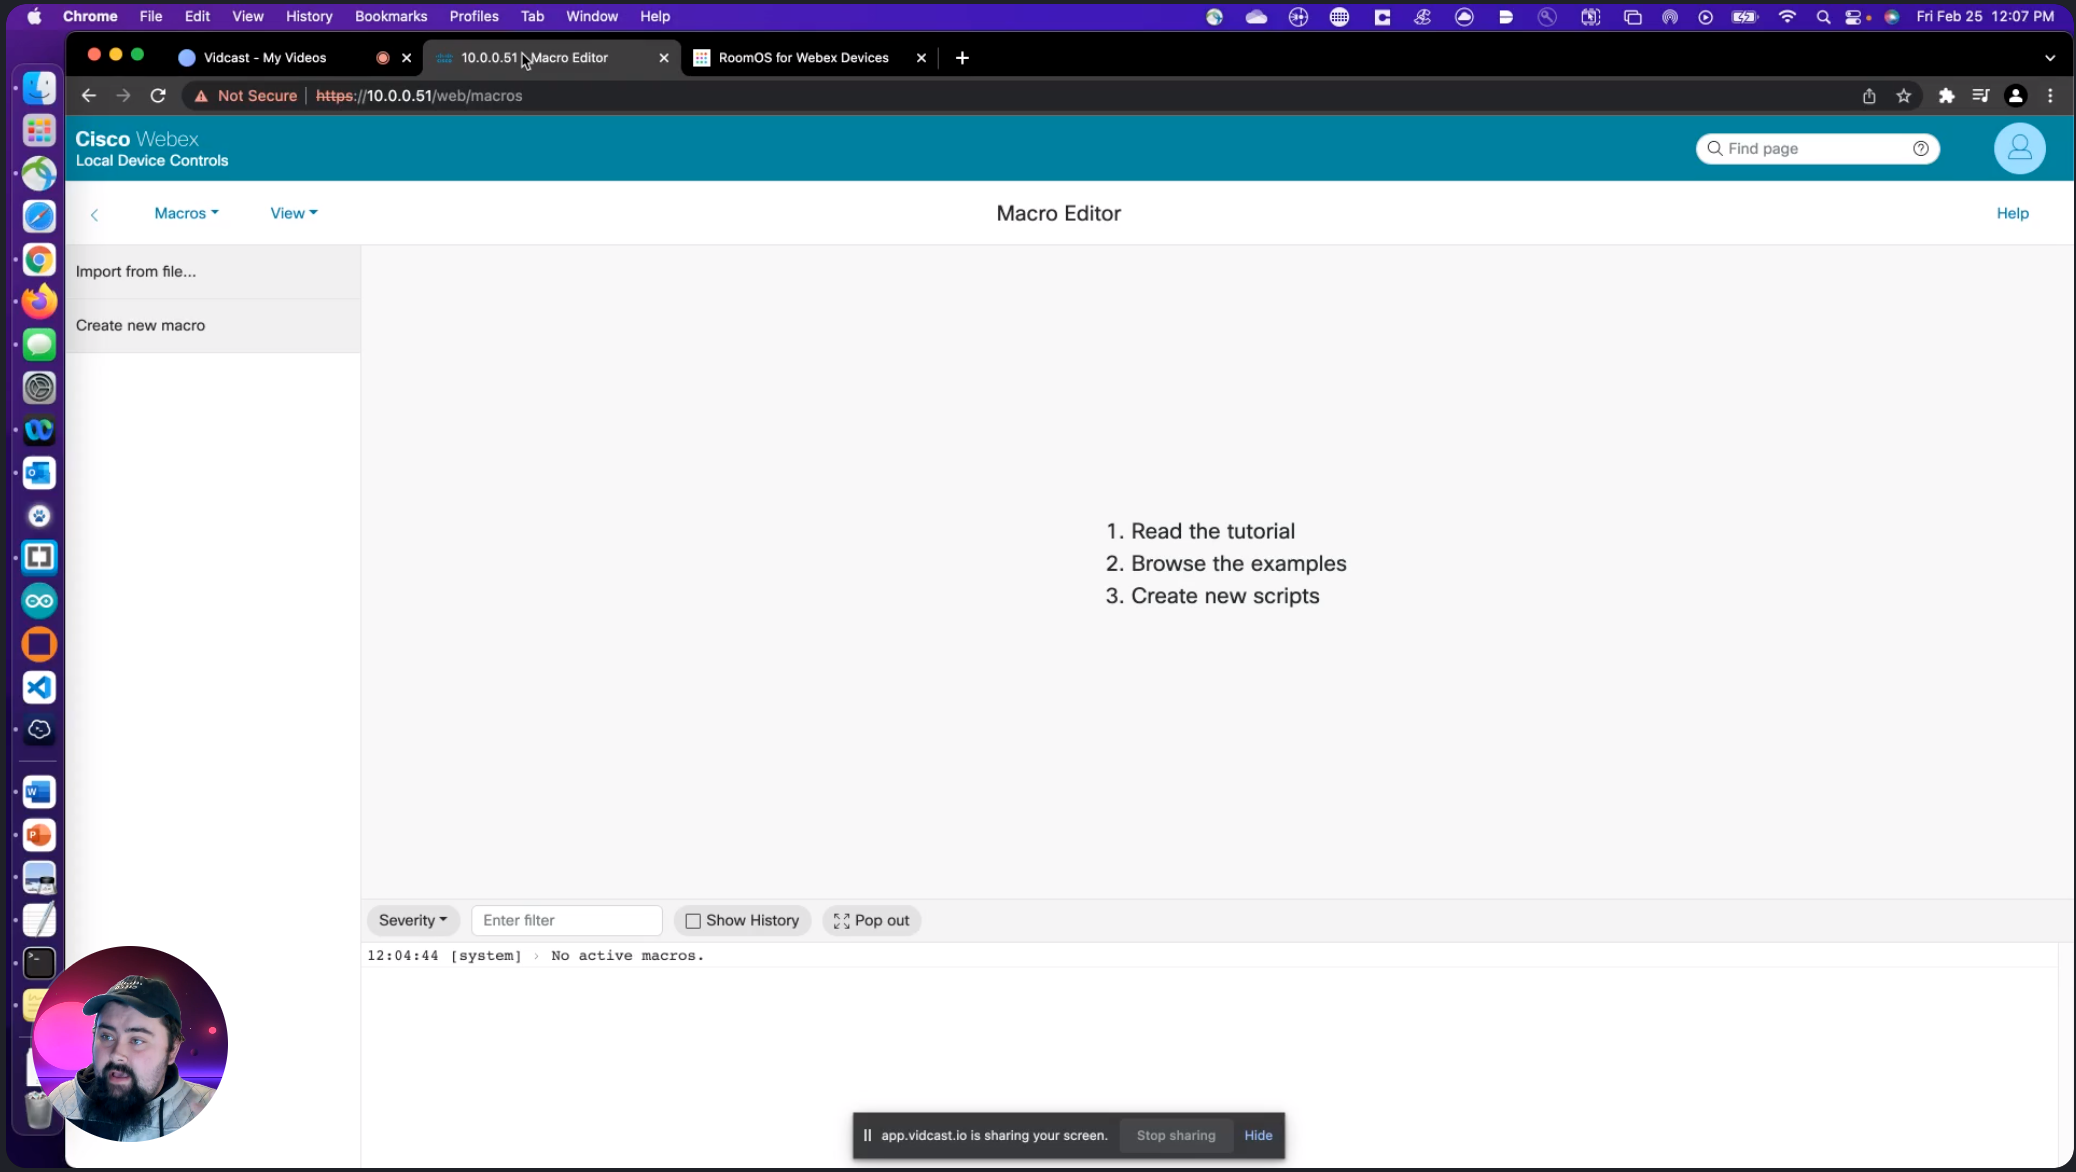 Chrome File Edit View History Bookmarks Profiles Tab Window Help Fri Feb 25 12:07 PM
Vidcast - My Videos 10.0.0.51 Macro Editor RoomOS for Webex Devices
Not Secure https://10.0.0.51/web/macros
Cisco Webex
Local Device Controls
Find page
Macros View Macro Editor Help
Import from file...
Create new macro
1. Read the tutorial
2. Browse the examples
3. Create new scripts
Severity Enter filter Show History Pop out
12:04:44 [system] › No active macros.
app.vidcast.io is sharing your screen. Stop sharing Hide